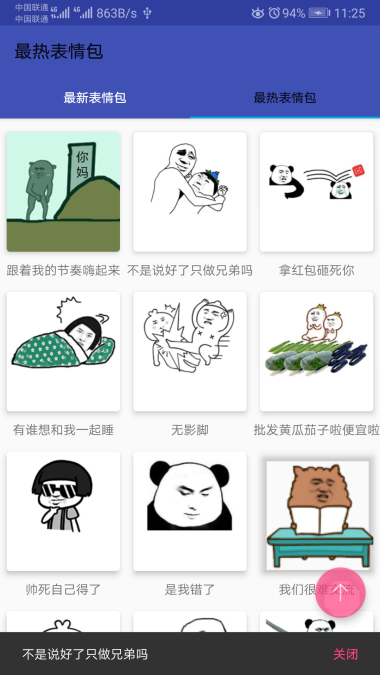 中国联通 4G 4G 863B/s 94% 11:25
中国联通
最热表情包
最新表情包 最热表情包
你妈
跟着我的节奏嗨起来 不是说好了只做兄弟吗 拿红包砸死你
有谁想和我一起睡 无影脚 批发黄瓜茄子啦便宜啦
帅死自己得了 是我错了 我们很难交流
不是说好了只做兄弟吗 关闭